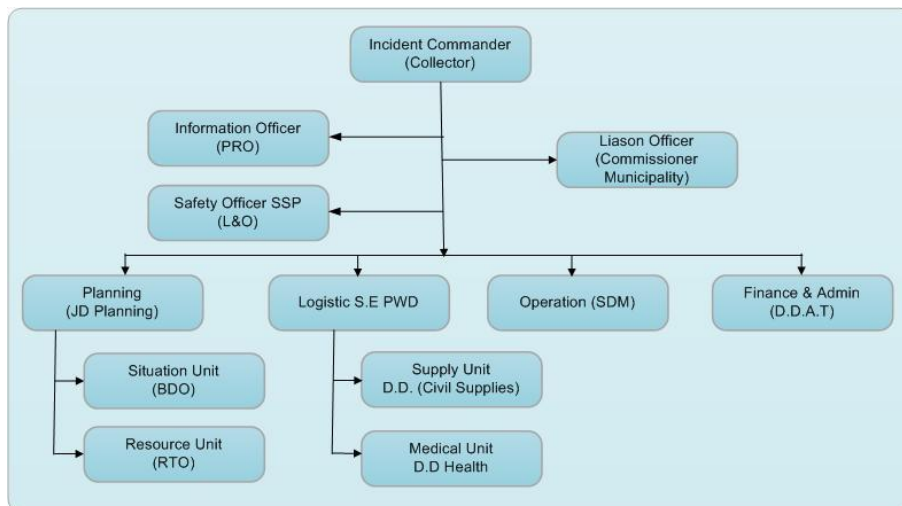 Incident Commander
(Collector)
Information Officer
(PRO)
Liason Officer
(Commissioner
Municipality)
Safety Officer SSP
(L&O)
Planning
(JD Planning)
Logistic S.E PWD
Operation (SDM)
Finance & Admin
(D.D.A.T)
Situation Unit
(BDO)
Supply Unit
D.D. (Civil Supplies)
Resource Unit
(RTO)
Medical Unit
D.D Health